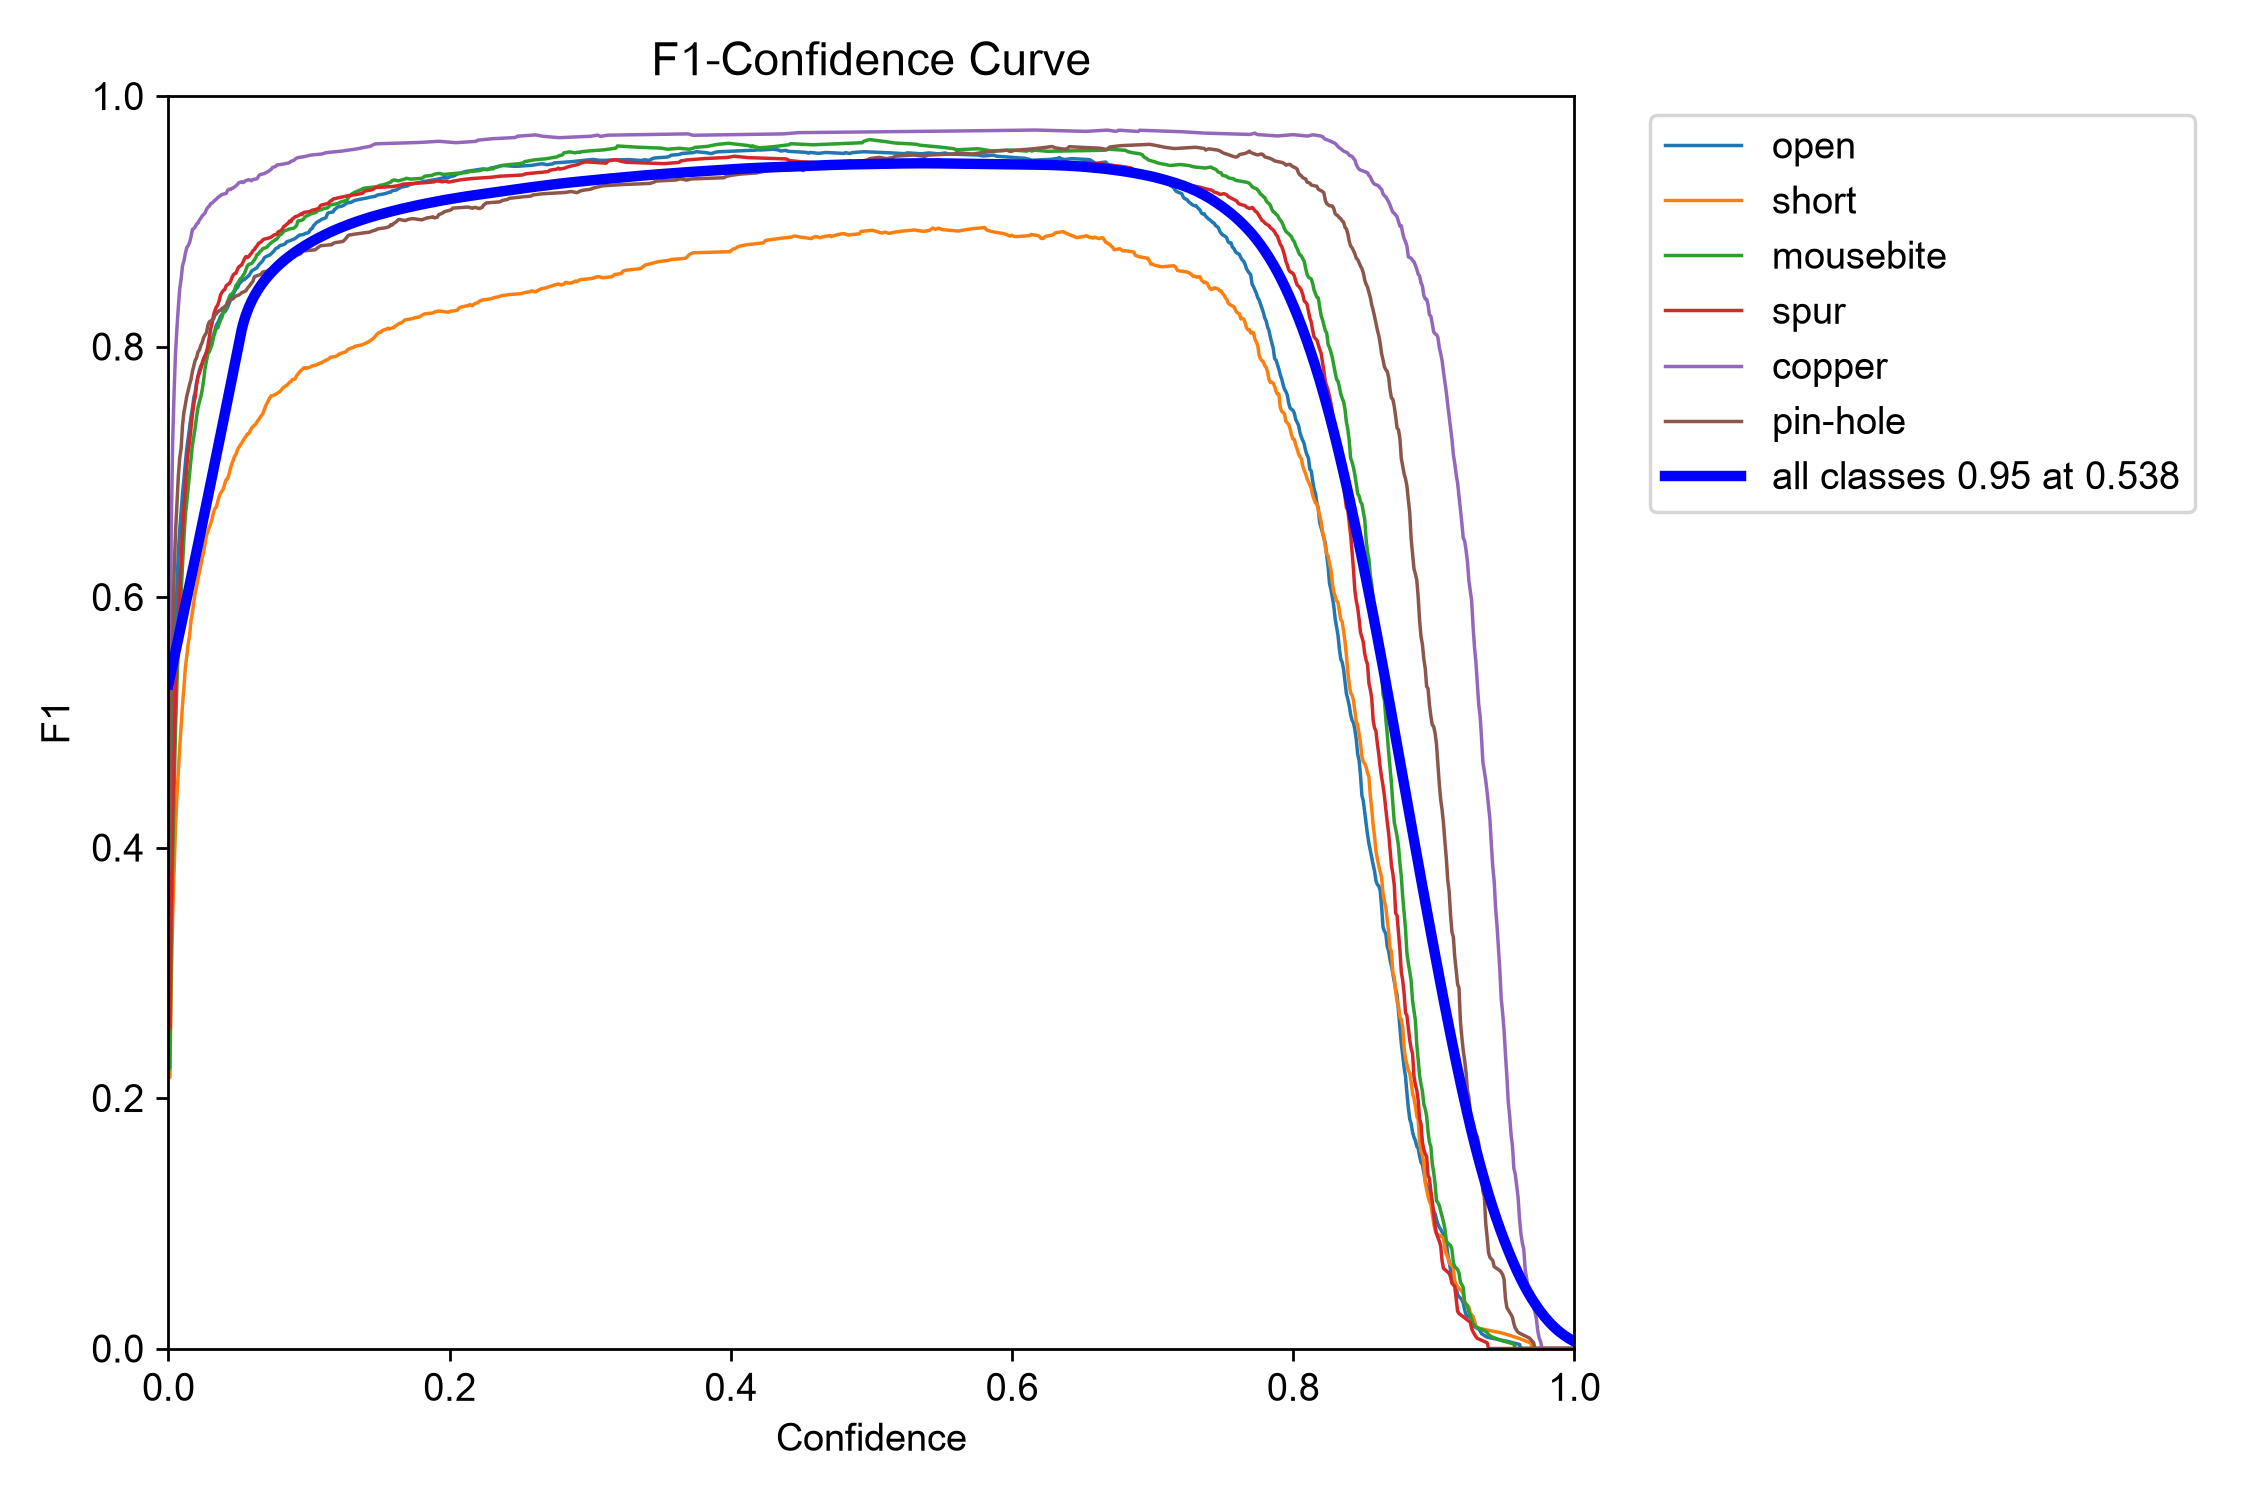 F1-Confidence Curve
1.0
0.8
0.6
0.4
0.2
0.0
F1
0.0 0.2 0.4 0.6 0.8 1.0
Confidence
open
short
mousebite
spur
copper
pin-hole
all classes 0.95 at 0.538